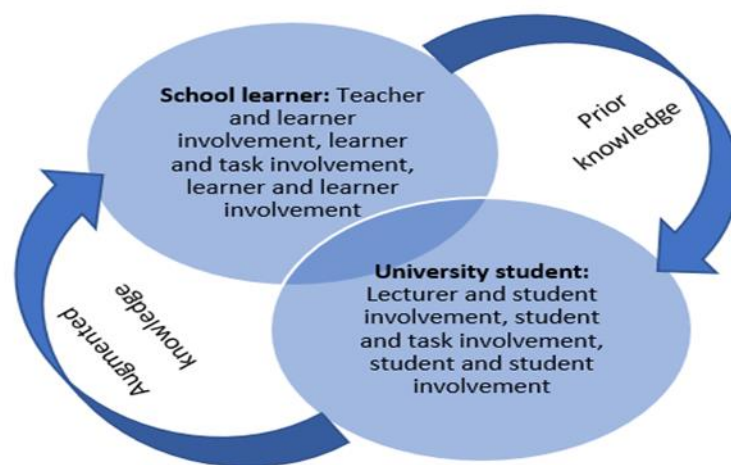 School learner: Teacher
and learner
involvement, learner
and task involvement,
learner and learner
involvement
Prior
knowledge
University student:
Lecturer and student
involvement, student
and task involvement,
student and student
involvement
Augmented
knowledge